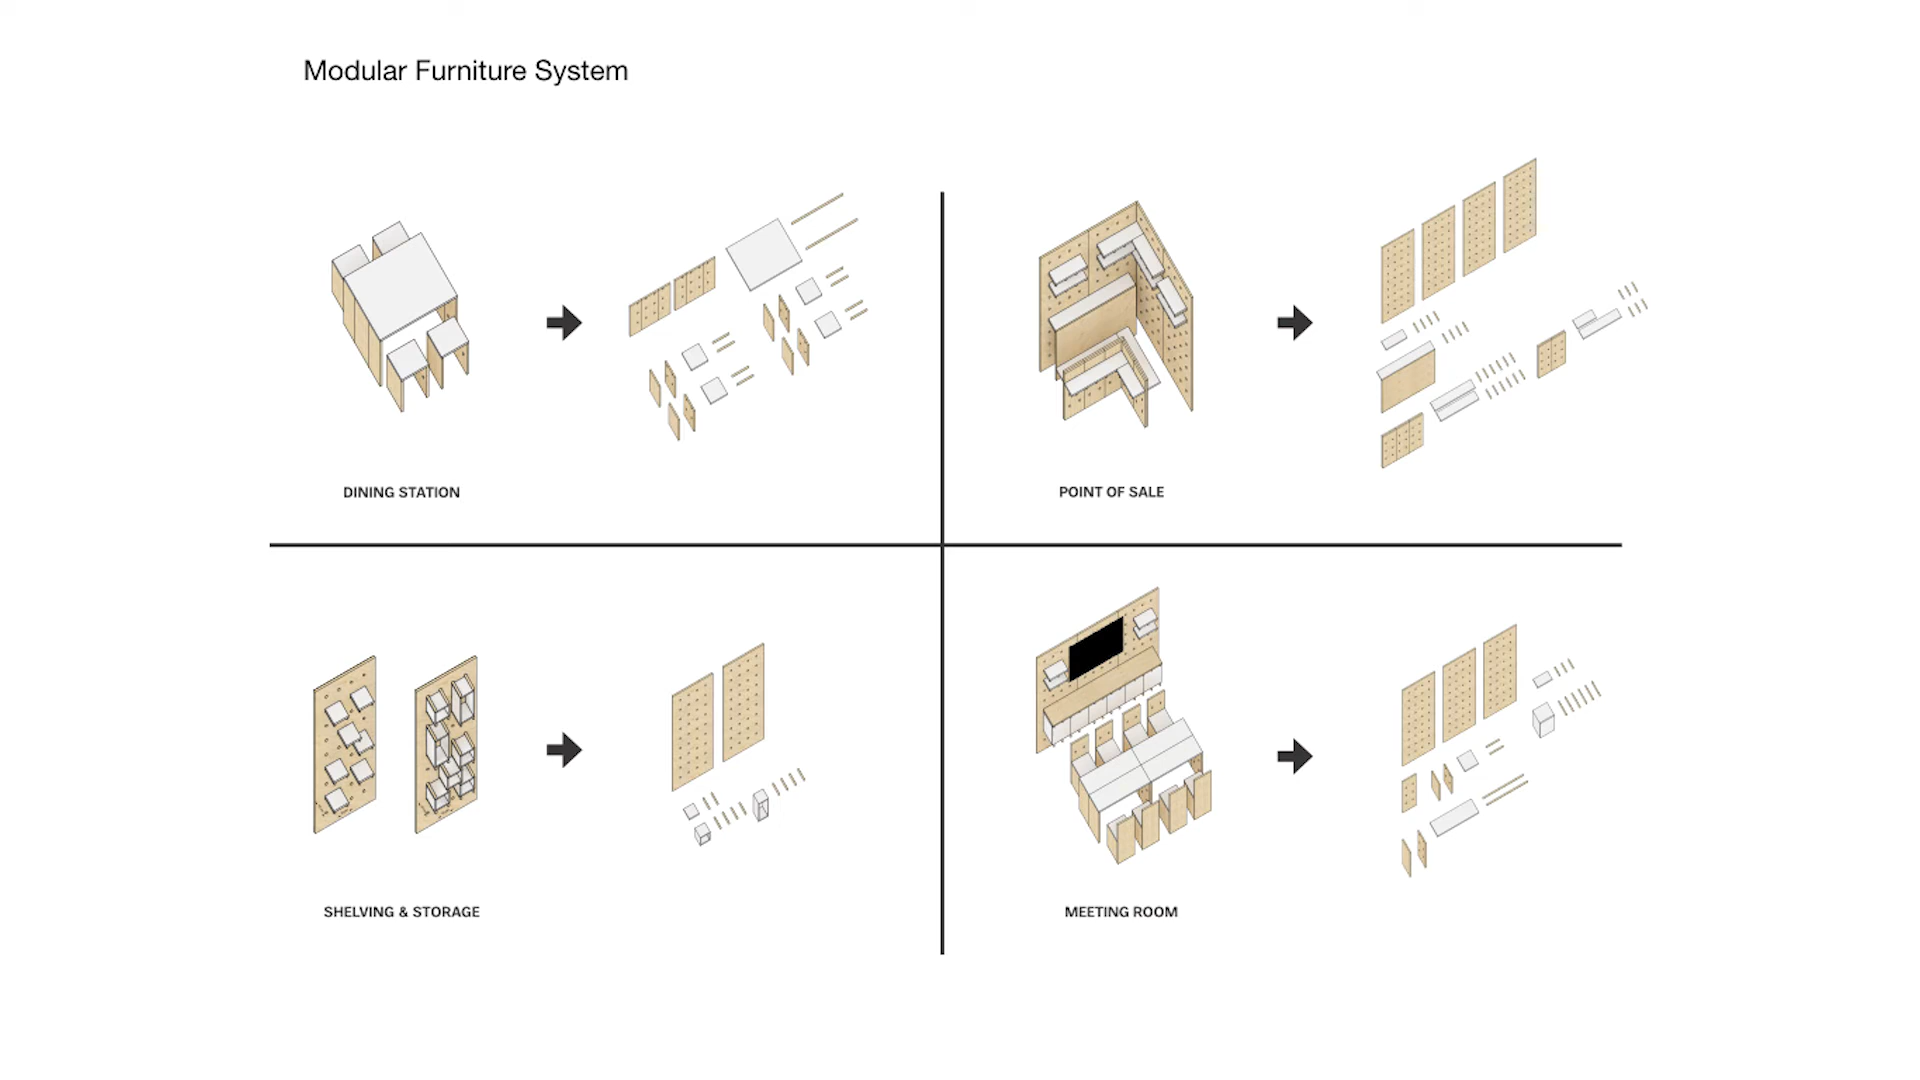 Modular Furniture System
DINING STATION
POINT OF SALE
SHELVING & STORAGE
MEETING ROOM